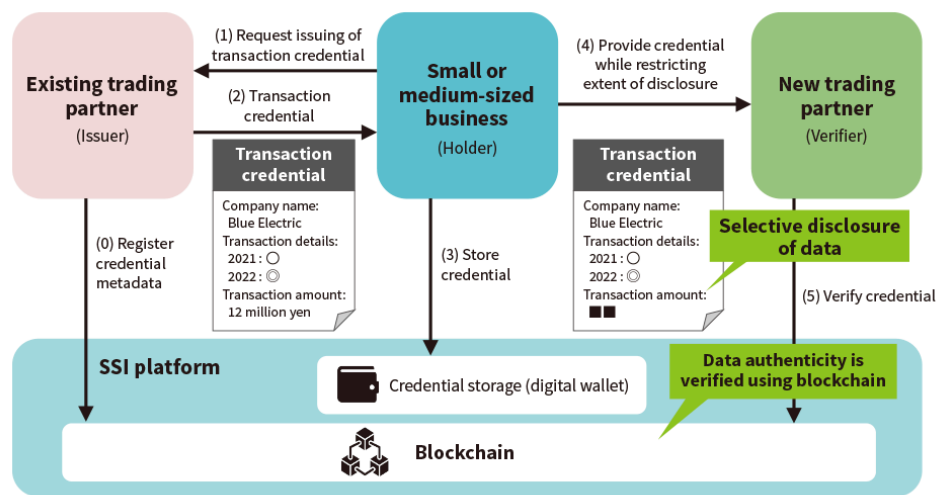 (1) Request issuing of
transaction credential
(4) Provide credential
while restricting
extent of disclosure
Existing trading
partner
(Issuer)
Small or
medium-sized
business
(Holder)
New trading
partner
(Verifier)
(2) Transaction
credential
Transaction
credential
Company name:
Blue Electric
Transaction details:
2021 : ○
2022 : ◎
Transaction amount:
12 million yen
Transaction
credential
Company name:
Blue Electric
Transaction details:
2021 : ○
2022 : ◎
Transaction amount:
■■
Selective disclosure
of data
(0) Register
credential
metadata
(3) Store
credential
(5) Verify credential
SSI platform
Data authenticity is
verified using blockchain
Credential storage (digital wallet)
Blockchain